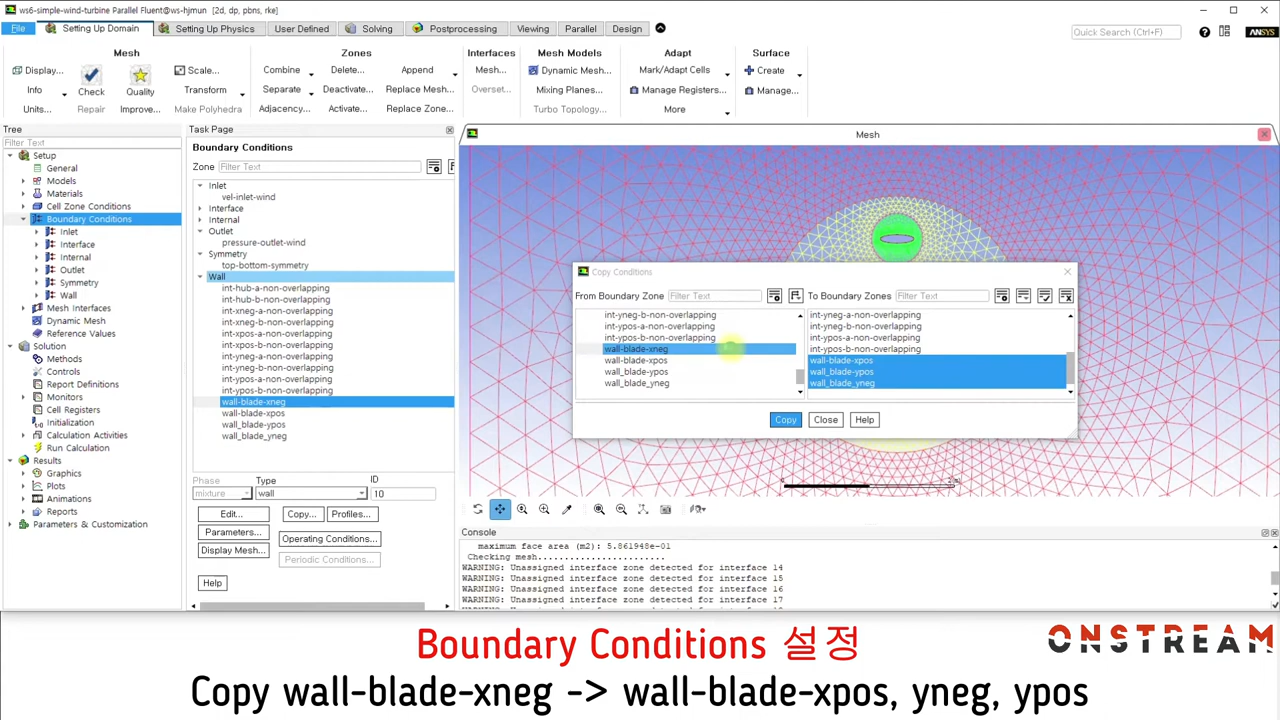 ws6-simple-wind-turbine Parallel Fluent@ws-hjmun [2d, dp, pbns, rke]
File Setting Up Domain Setting Up Physics User Defined Solving Postprocessing Viewing Parallel Design Quick Search (Ctrl+F) ANSYS
Mesh Zones Interfaces Mesh Models Adapt Surface
Display... Scale... Combine Delete... Append Mesh... Dynamic Mesh... Mark/Adapt Cells Create
Info Check Quality Transform Separate Deactivate... Replace Mesh... Overset... Mixing Planes... Manage Registers... Manage...
Units... Repair Improve... Make Polyhedra Adjacency... Activate... Replace Zone... Turbo Topology... More
Tree
Filter Text
Setup
General
Models
Materials
Cell Zone Conditions
Boundary Conditions
Inlet
Interface
Internal
Outlet
Symmetry
Wall
Mesh Interfaces
Dynamic Mesh
Reference Values
Solution
Methods
Controls
Report Definitions
Monitors
Cell Registers
Initialization
Calculation Activities
Run Calculation
Results
Graphics
Plots
Animations
Reports
Parameters & Customization
Task Page
Boundary Conditions
Zone Filter Text
Inlet
vel-inlet-wind
Interface
Internal
Outlet
pressure-outlet-wind
Symmetry
top-bottom-symmetry
Wall
int-hub-a-non-overlapping
int-hub-b-non-overlapping
int-xneg-a-non-overlapping
int-xneg-b-non-overlapping
int-xpos-a-non-overlapping
int-xpos-b-non-overlapping
int-yneg-a-non-overlapping
int-yneg-b-non-overlapping
int-ypos-a-non-overlapping
int-ypos-b-non-overlapping
wall-blade-xneg
wall-blade-xpos
wall_blade-ypos
wall_blade_yneg
Phase Type ID
mixture wall 10
Edit... Copy... Profiles...
Parameters... Operating Conditions...
Display Mesh... Periodic Conditions...
Help
Mesh
Copy Conditions
From Boundary Zone Filter Text
int-yneg-b-non-overlapping
int-ypos-a-non-overlapping
int-ypos-b-non-overlapping
wall-blade-xneg
wall-blade-xpos
wall_blade-ypos
wall_blade_yneg
To Boundary Zones Filter Text
int-yneg-a-non-overlapping
int-yneg-b-non-overlapping
int-ypos-a-non-overlapping
int-ypos-b-non-overlapping
wall-blade-xpos
wall_blade-ypos
wall_blade_yneg
Copy Close Help
Console
maximum face area (m2): 5.861948e-01
Checking mesh.........................
WARNING: Unassigned interface zone detected for interface 14
WARNING: Unassigned interface zone detected for interface 15
WARNING: Unassigned interface zone detected for interface 16
WARNING: Unassigned interface zone detected for interface 17
Boundary Conditions 설정
ONSTREAM
Copy wall-blade-xneg -> wall-blade-xpos, yneg, ypos